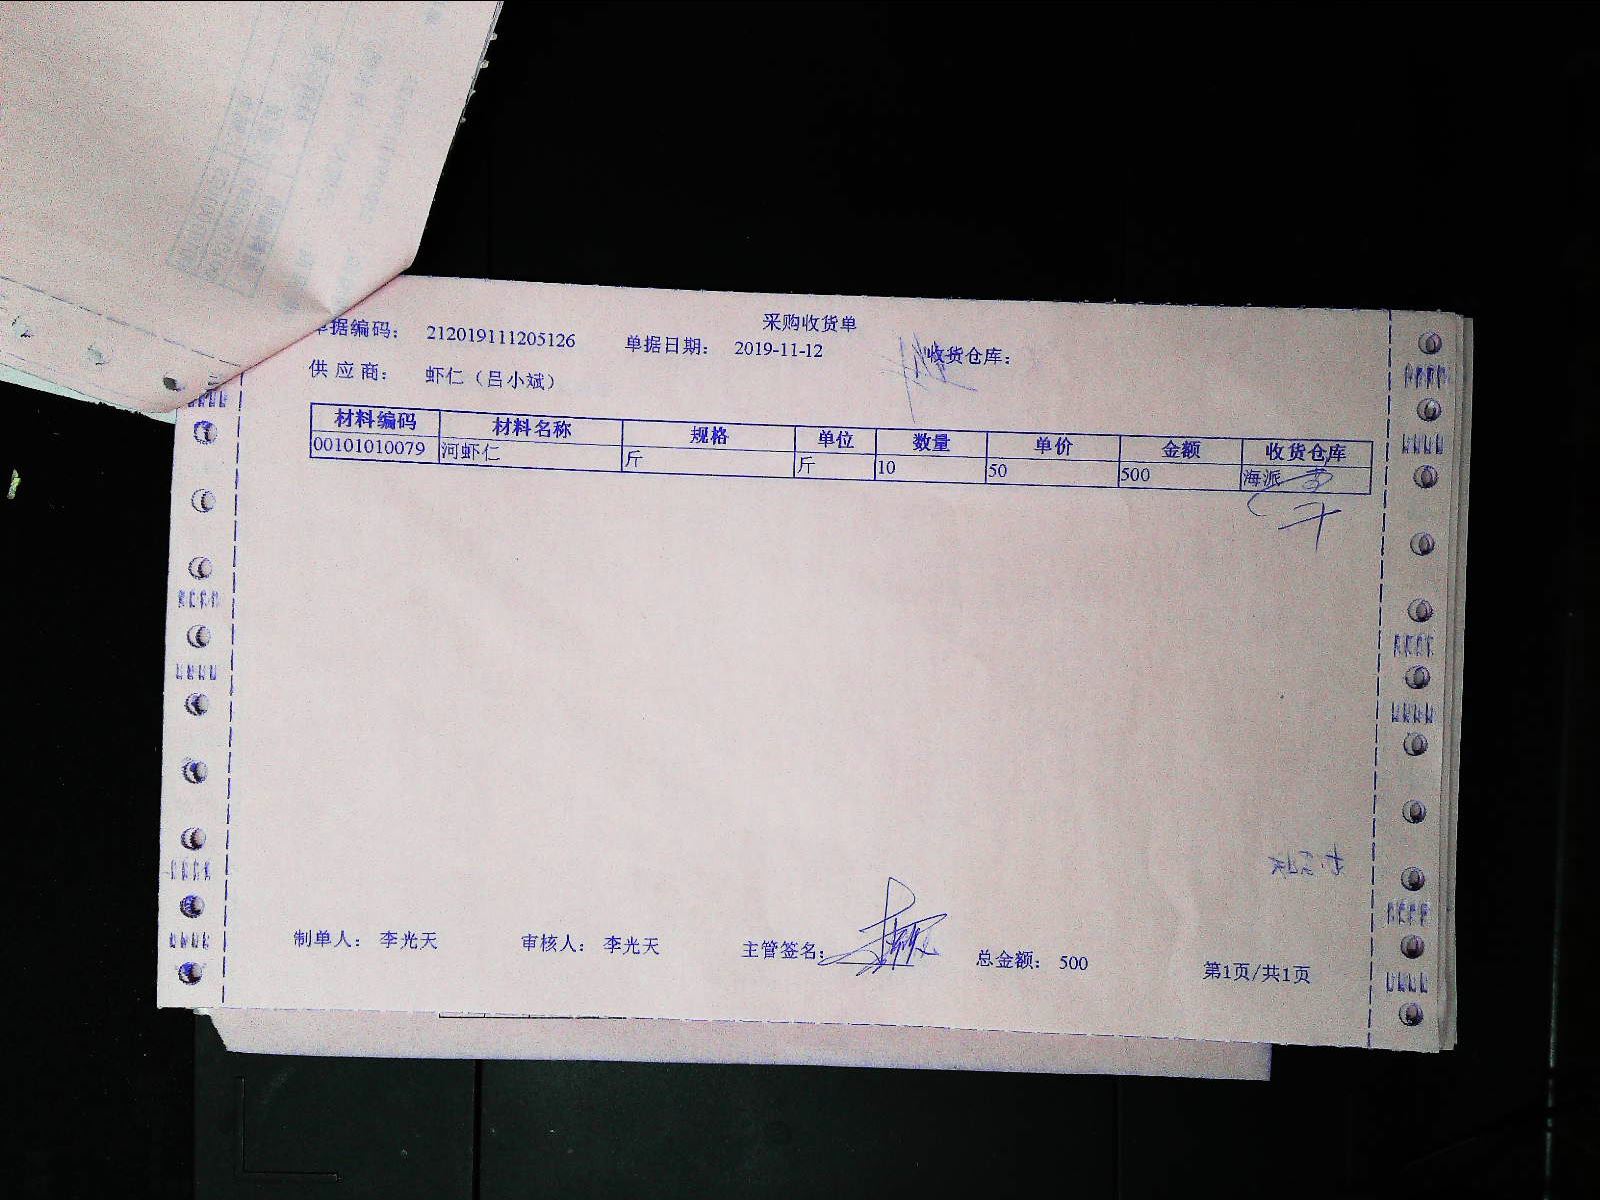 采购收货单
单据编码： 212019111205126 单据日期： 2019-11-12 收货仓库：
供应商： 虾仁（吕小斌）
材料编码 材料名称 规格 单位 数量 单价 金额 收货仓库
00101010079 河虾仁 斤 斤 10 50 500 海派
制单人： 李光天 审核人： 李光天 主管签名： 总金额： 500 第1页/共1页